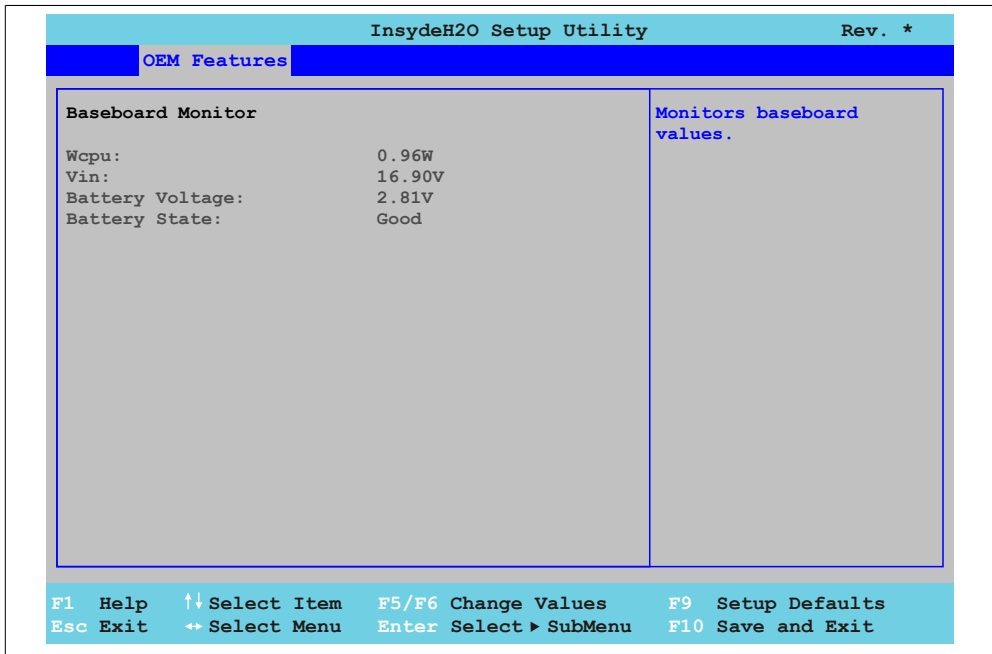 InsydeH2O Setup Utility Rev. *
OEM Features
Baseboard Monitor
Wcpu: 0.96W
Vin: 16.90V
Battery Voltage: 2.81V
Battery State: Good
Monitors baseboard
values.
F1 Help ↑↓ Select Item F5/F6 Change Values F9 Setup Defaults
Esc Exit ↔ Select Menu Enter Select ▶ SubMenu F10 Save and Exit